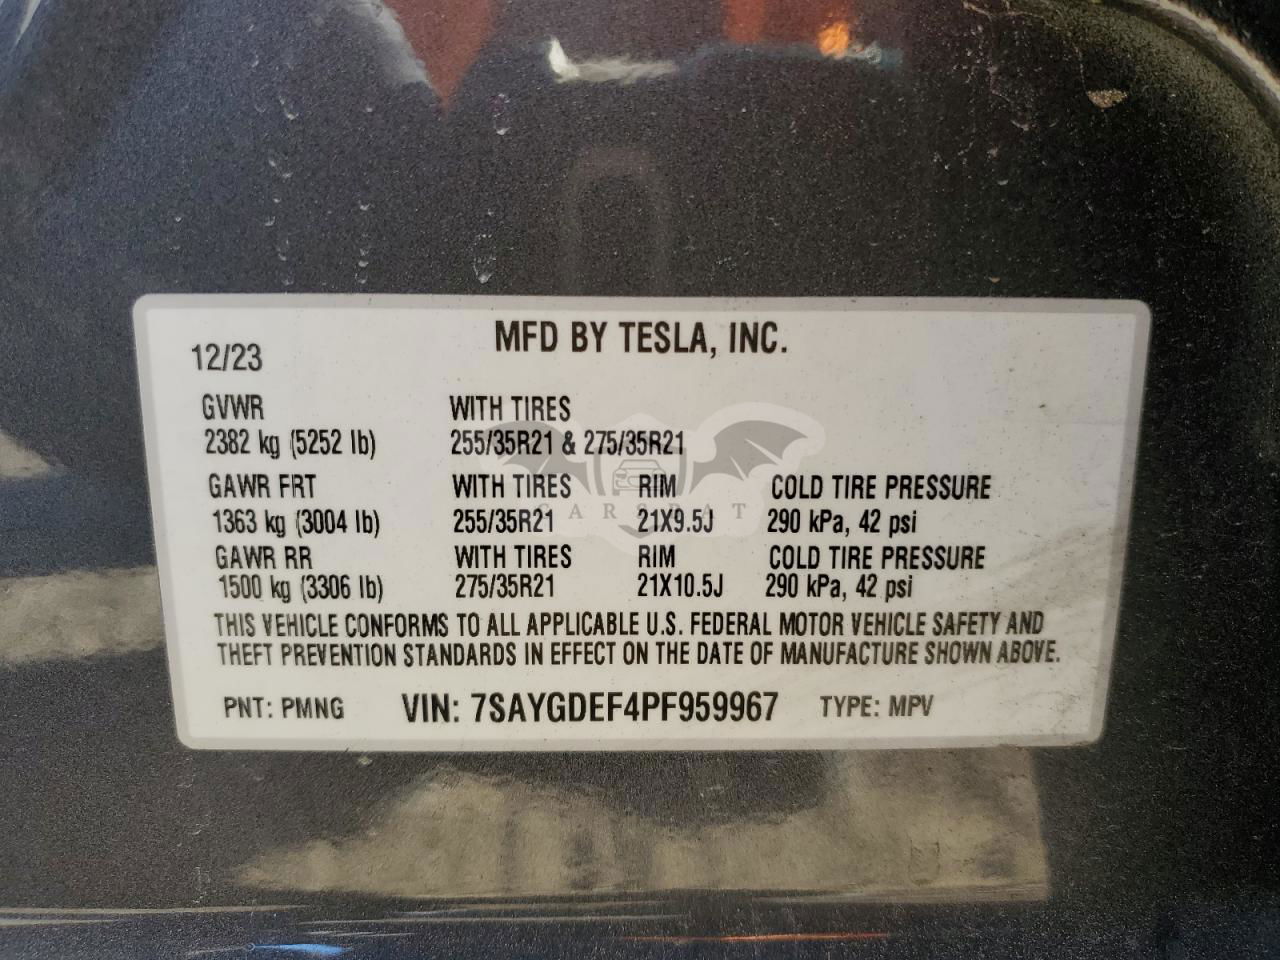 MFD BY TESLA, INC.
12/23
GVWR WITH TIRES
2382 kg (5252 lb) 255/35R21 & 275/35R21
GAWR FRT WITH TIRES RIM COLD TIRE PRESSURE
1363 kg (3004 lb) 255/35R21 21X9.5J 290 kPa, 42 psi
GAWR RR WITH TIRES RIM COLD TIRE PRESSURE
1500 kg (3306 lb) 275/35R21 21X10.5J 290 kPa, 42 psi
THIS VEHICLE CONFORMS TO ALL APPLICABLE U.S. FEDERAL MOTOR VEHICLE SAFETY AND
THEFT PREVENTION STANDARDS IN EFFECT ON THE DATE OF MANUFACTURE SHOWN ABOVE.
PNT: PMNG VIN: 7SAYGDEF4PF959967 TYPE: MPV
CARSBAT